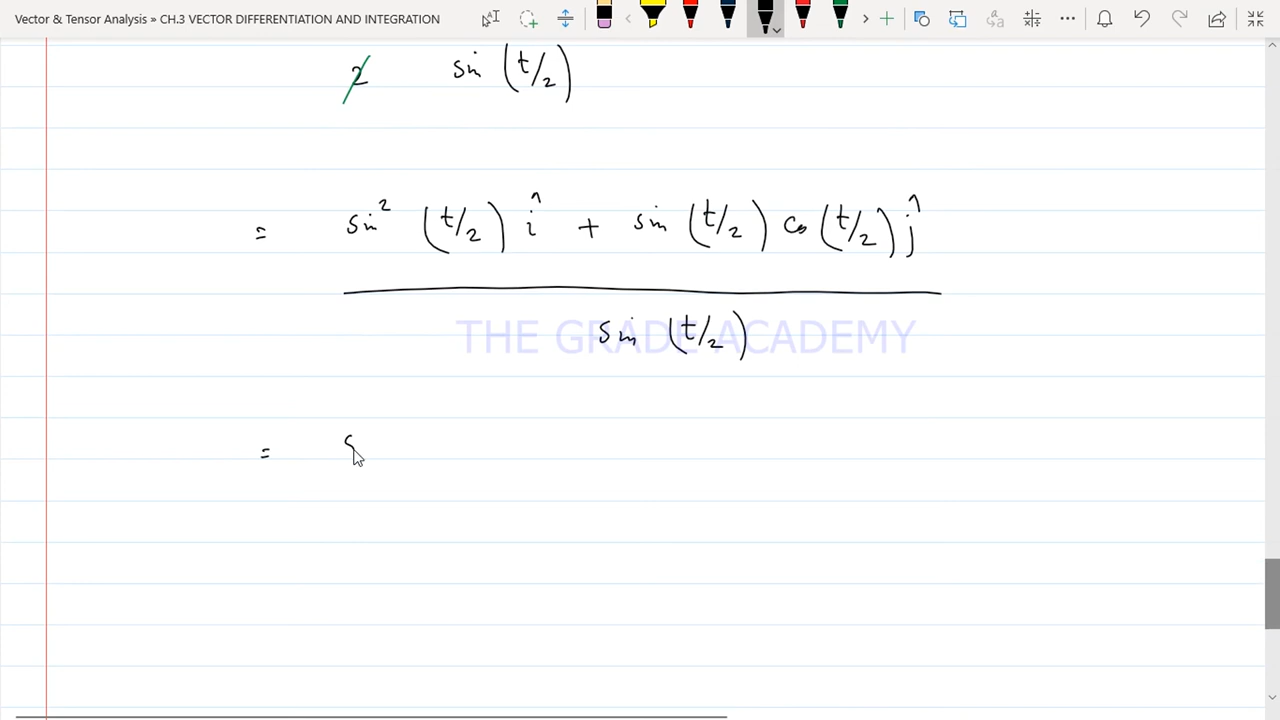 Vector & Tensor Analysis » CH.3 VECTOR DIFFERENTIATION AND INTEGRATION
2 sin (t/2)
= sin² (t/2) î + sin (t/2) cos (t/2) ĵ
sin (t/2)
THE GRADE ACADEMY
= s